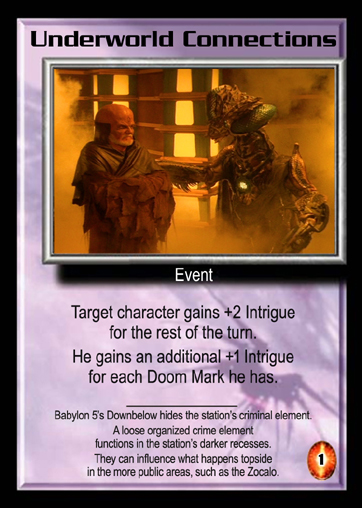 Underworld Connections
Event
Target character gains +2 Intrigue
for the rest of the turn.
He gains an additional +1 Intrigue
for each Doom Mark he has.
Babylon 5's Downbelow hides the station's criminal element.
A loose organized crime element
functions in the station's darker recesses.
They can influence what happens topside
in the more public areas, such as the Zocalo.
1